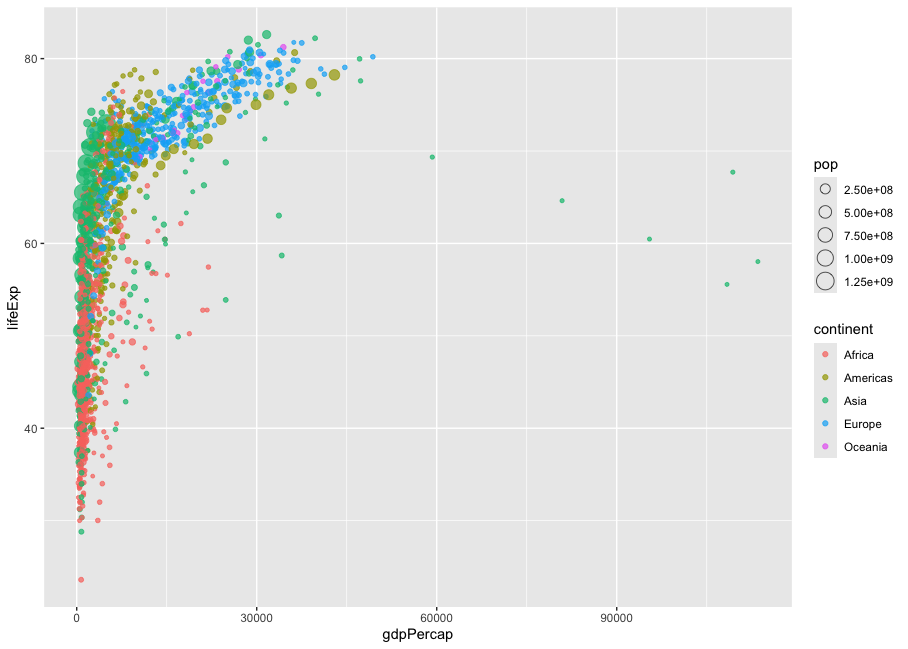 80
60
40
lifeExp
0
30000
60000
90000
gdpPercap
pop
2.50e+08
5.00e+08
7.50e+08
1.00e+09
1.25e+09
continent
Africa
Americas
Asia
Europe
Oceania